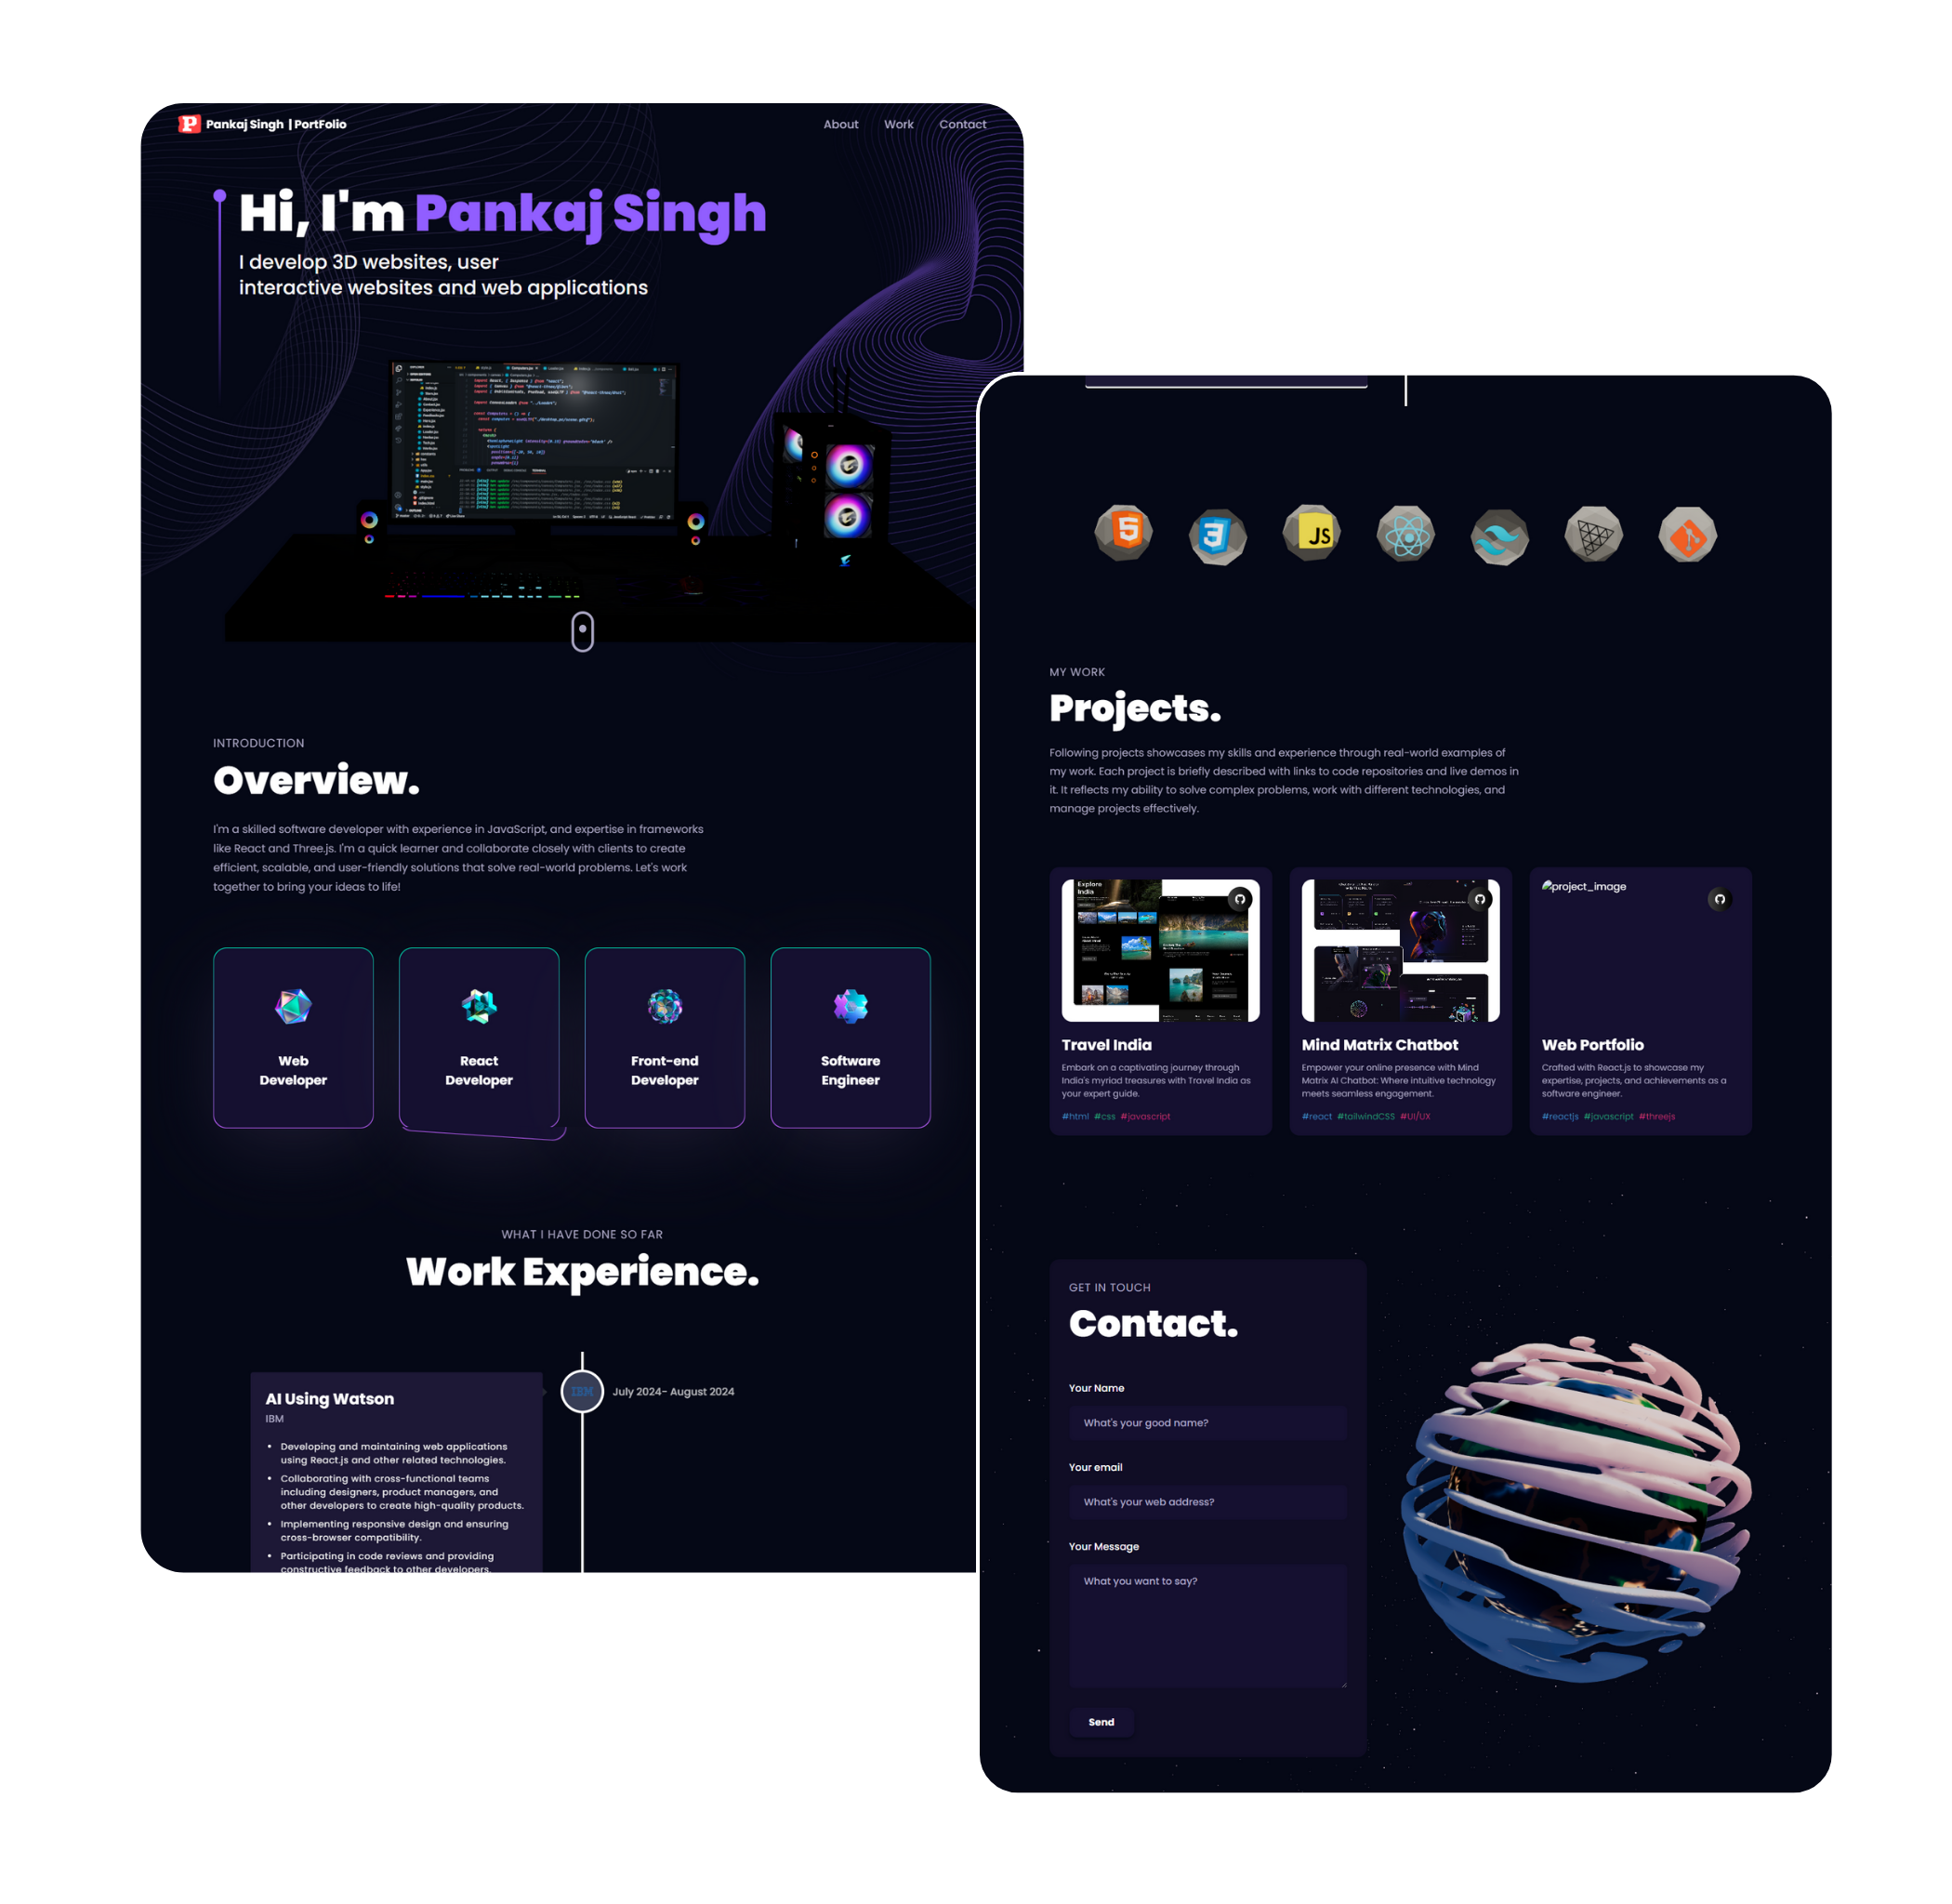 Pankaj Singh | PortFolio
About Work Contact
Hi, I'm Pankaj Singh
I develop 3D websites, user
interactive websites and web applications
INTRODUCTION
Overview.
I'm a skilled software developer with experience in JavaScript, and expertise in frameworks
like React and Three.js. I'm a quick learner and collaborate closely with clients to create
efficient, scalable, and user-friendly solutions that solve real-world problems. Let's work
together to bring your ideas to life!
Web
Developer
React
Developer
Front-end
Developer
Software
Engineer
WHAT I HAVE DONE SO FAR
Work Experience.
AI Using Watson
IBM
• Developing and maintaining web applications
using React.js and other related technologies.
• Collaborating with cross-functional teams
including designers, product managers, and
other developers to create high-quality products.
• Implementing responsive design and ensuring
cross-browser compatibility.
• Participating in code reviews and providing
constructive feedback to other developers.
IBM
July 2024- August 2024
5
3
JS
MY WORK
Projects.
Following projects showcases my skills and experience through real-world examples of
my work. Each project is briefly described with links to code repositories and live demos in
it. It reflects my ability to solve complex problems, work with different technologies, and
manage projects effectively.
Explore
India
Travel India
Embark on a captivating journey through
India's myriad treasures with Travel India as
your expert guide.
#html #css #javascript
Mind Matrix Chatbot
Empower your online presence with Mind
Matrix AI Chatbot: Where intuitive technology
meets seamless engagement.
#react #tailwindCSS #UI/UX
project_image
Web Portfolio
Crafted with React.js to showcase my
expertise, projects, and achievements as a
software engineer.
#reactjs #javascript #threejs
GET IN TOUCH
Contact.
Your Name
What's your good name?
Your email
What's your web address?
Your Message
What you want to say?
Send